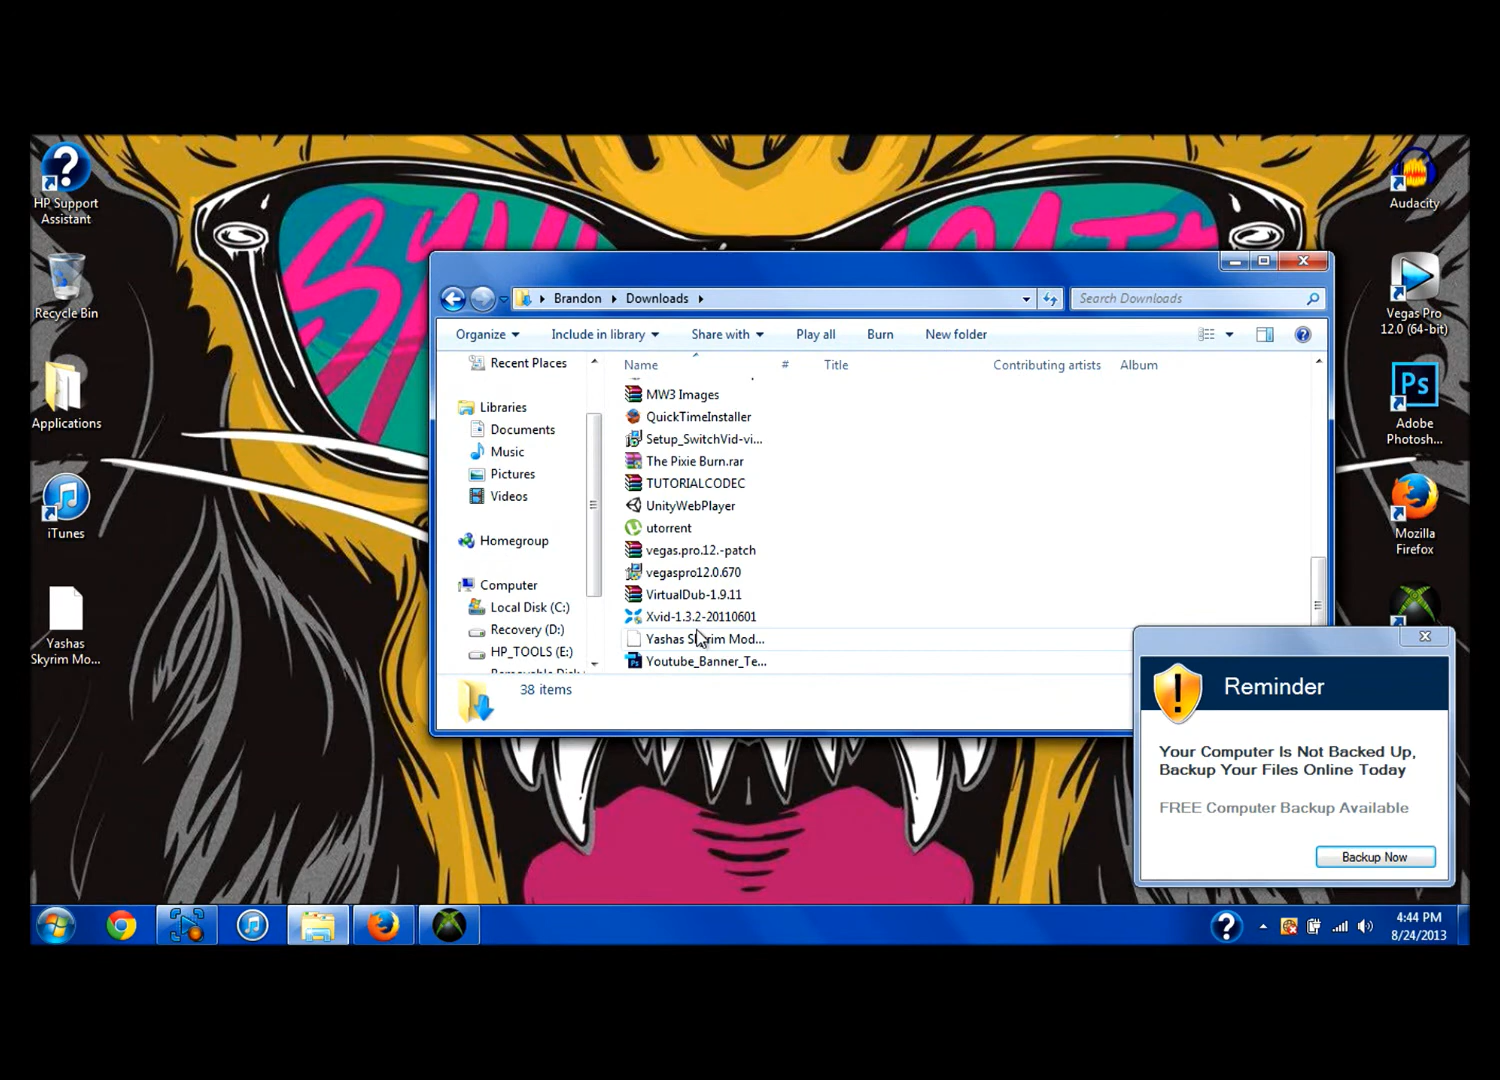 HP Support
Assistant
Recycle Bin
Applications
iTunes
Yashas
Skyrim Mo...
Audacity
Vegas Pro
12.0 (64-bit)
Ps
Adobe
Photosh...
Mozilla
Firefox
Brandon
Downloads
Search Downloads
Organize
Include in library
Share with
Play all
Burn
New folder
Recent Places
Libraries
Documents
Music
Pictures
Videos
Homegroup
Computer
Local Disk (C:)
Recovery (D:)
HP_TOOLS (E:)
Name
#
Title
Contributing artists
Album
MW3 Images
QuickTimeInstaller
Setup_SwitchVid-vi...
The Pixie Burn.rar
TUTORIALCODEC
UnityWebPlayer
utorrent
vegas.pro.12.-patch
vegaspro12.0.670
VirtualDub-1.9.11
Xvid-1.3.2-20110601
Yashas Skyrim Mod...
Youtube_Banner_Te...
38 items
Reminder
Your Computer Is Not Backed Up,
Backup Your Files Online Today
FREE Computer Backup Available
Backup Now
4:44 PM
8/24/2013